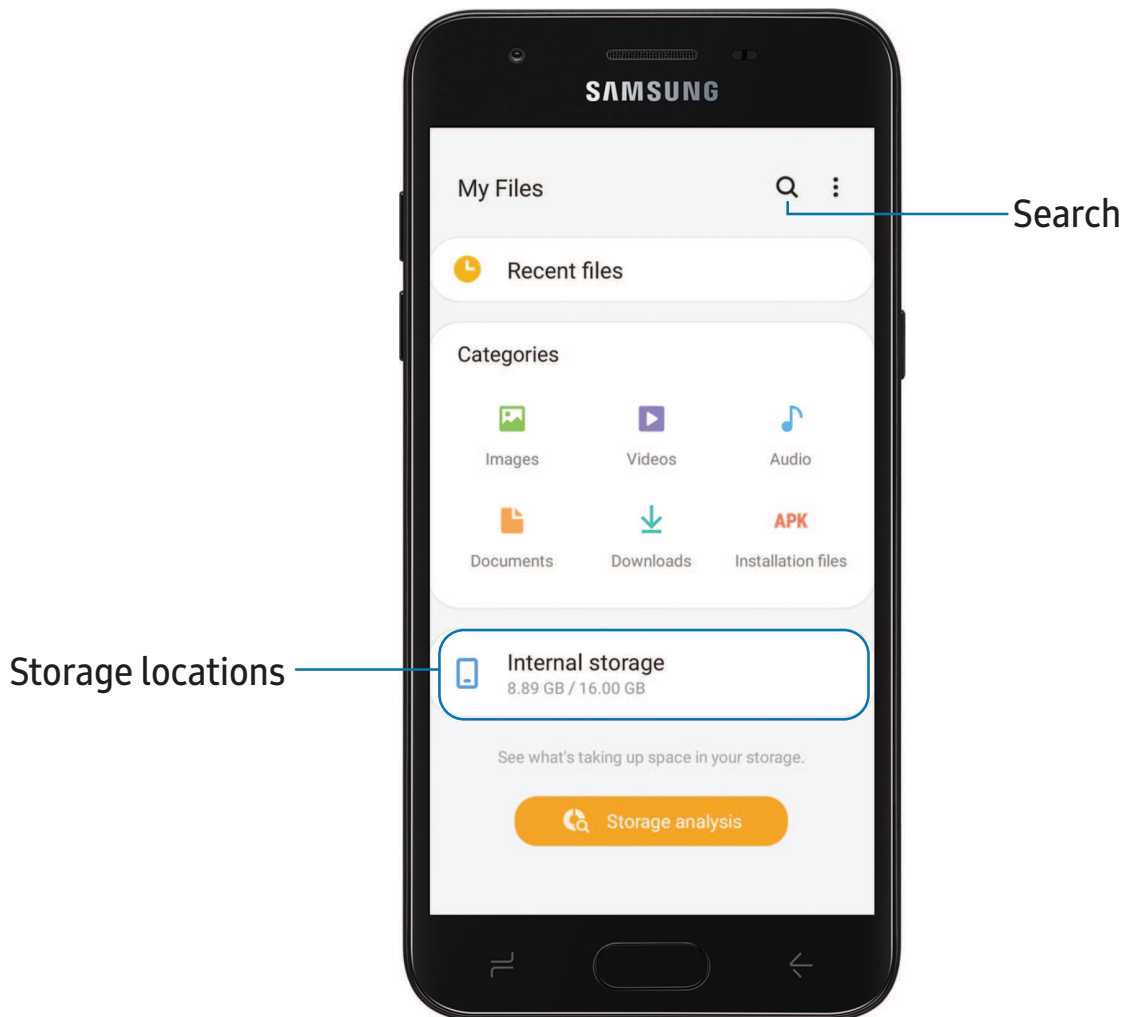 SAMSUNG
My Files
Search
Recent files
Categories
Images Videos Audio
APK
Documents Downloads Installation files
Storage locations
Internal storage
8.89 GB / 16.00 GB
See what's taking up space in your storage.
Storage analysis